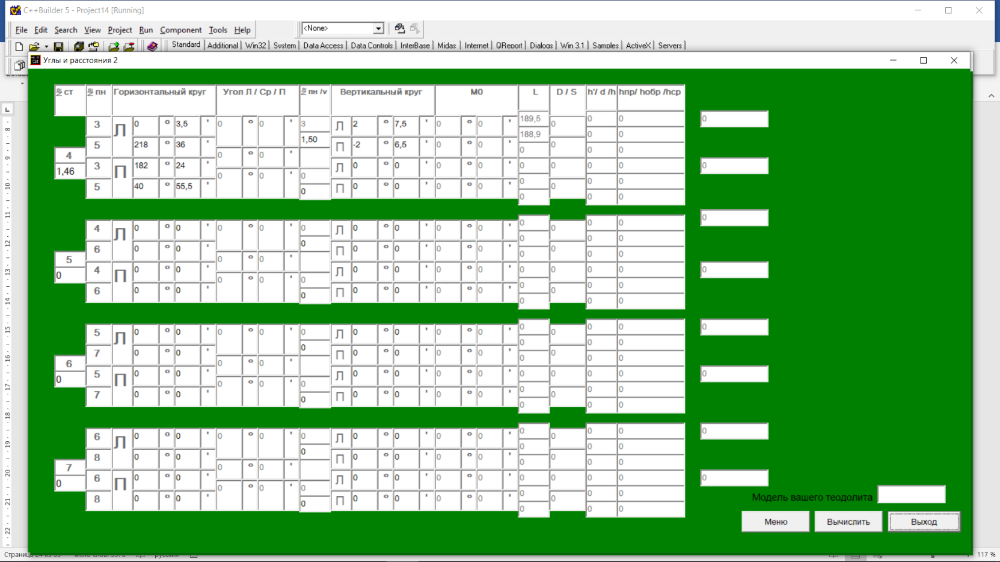 C++Builder 5 - Project14 [Running]
File Edit Search View Project Run Component Tools Help
<None>
Standard Additional Win32 System Data Access Data Controls InterBase Midas Internet QReport Dialogs Win 3.1 Samples ActiveX Servers
Углы и расстояния 2
№ ст № пн Горизонтальный круг Угол Л / Ср / П № пн /v Вертикальный круг М0 L D / S h'/ d /h hпр/ hобр /hср
4
1,46
3 Л 0 ° 3,5 '
5 218 ° 36 '
3 П 182 ° 24 '
5 40 ° 55,5 '
0 ° 0 '
0 ° 0 '
0 ° 0 '
3
1,50
0
0
Л 2 ° 7,5 ' 0 ° 0 '
П -2 ° 6,5 ' 0 ° 0 '
Л 0 ° 0 ' 0 ° 0 '
П 0 ° 0 ' 0 ° 0 '
189,5 0 0 0
188,9 0 0
0 0 0 0
0 0 0 0
0 0 0 0
0 0 0
0
0
5
0
4 Л 0 ° 0 '
6 0 ° 0 '
4 П 0 ° 0 '
6 0 ° 0 '
0 ° 0 '
0 ° 0 '
0 ° 0 '
0
0
0
0
Л 0 ° 0 ' 0 ° 0 '
П 0 ° 0 ' 0 ° 0 '
Л 0 ° 0 ' 0 ° 0 '
П 0 ° 0 ' 0 ° 0 '
0 0 0 0
0 0 0
0 0 0 0
0 0 0 0
0 0 0 0
0 0 0
0
0
6
0
5 Л 0 ° 0 '
7 0 ° 0 '
5 П 0 ° 0 '
7 0 ° 0 '
0 ° 0 '
0 ° 0 '
0 ° 0 '
0
0
0
0
Л 0 ° 0 ' 0 ° 0 '
П 0 ° 0 ' 0 ° 0 '
Л 0 ° 0 ' 0 ° 0 '
П 0 ° 0 ' 0 ° 0 '
0 0 0 0
0 0 0
0 0 0 0
0 0 0 0
0 0 0 0
0 0 0
0
0
7
0
6 Л 0 ° 0 '
8 0 ° 0 '
6 П 0 ° 0 '
8 0 ° 0 '
0 ° 0 '
0 ° 0 '
0 ° 0 '
0
0
0
0
Л 0 ° 0 ' 0 ° 0 '
П 0 ° 0 ' 0 ° 0 '
Л 0 ° 0 ' 0 ° 0 '
П 0 ° 0 ' 0 ° 0 '
0 0 0 0
0 0 0
0 0 0 0
0 0 0 0
0 0 0 0
0 0 0
0
0
Модель вашего теодолита
Меню Вычислить Выход
8 9 10 11 12 13 14 15 16 17 18 19 20 21 22
Страница 117 %